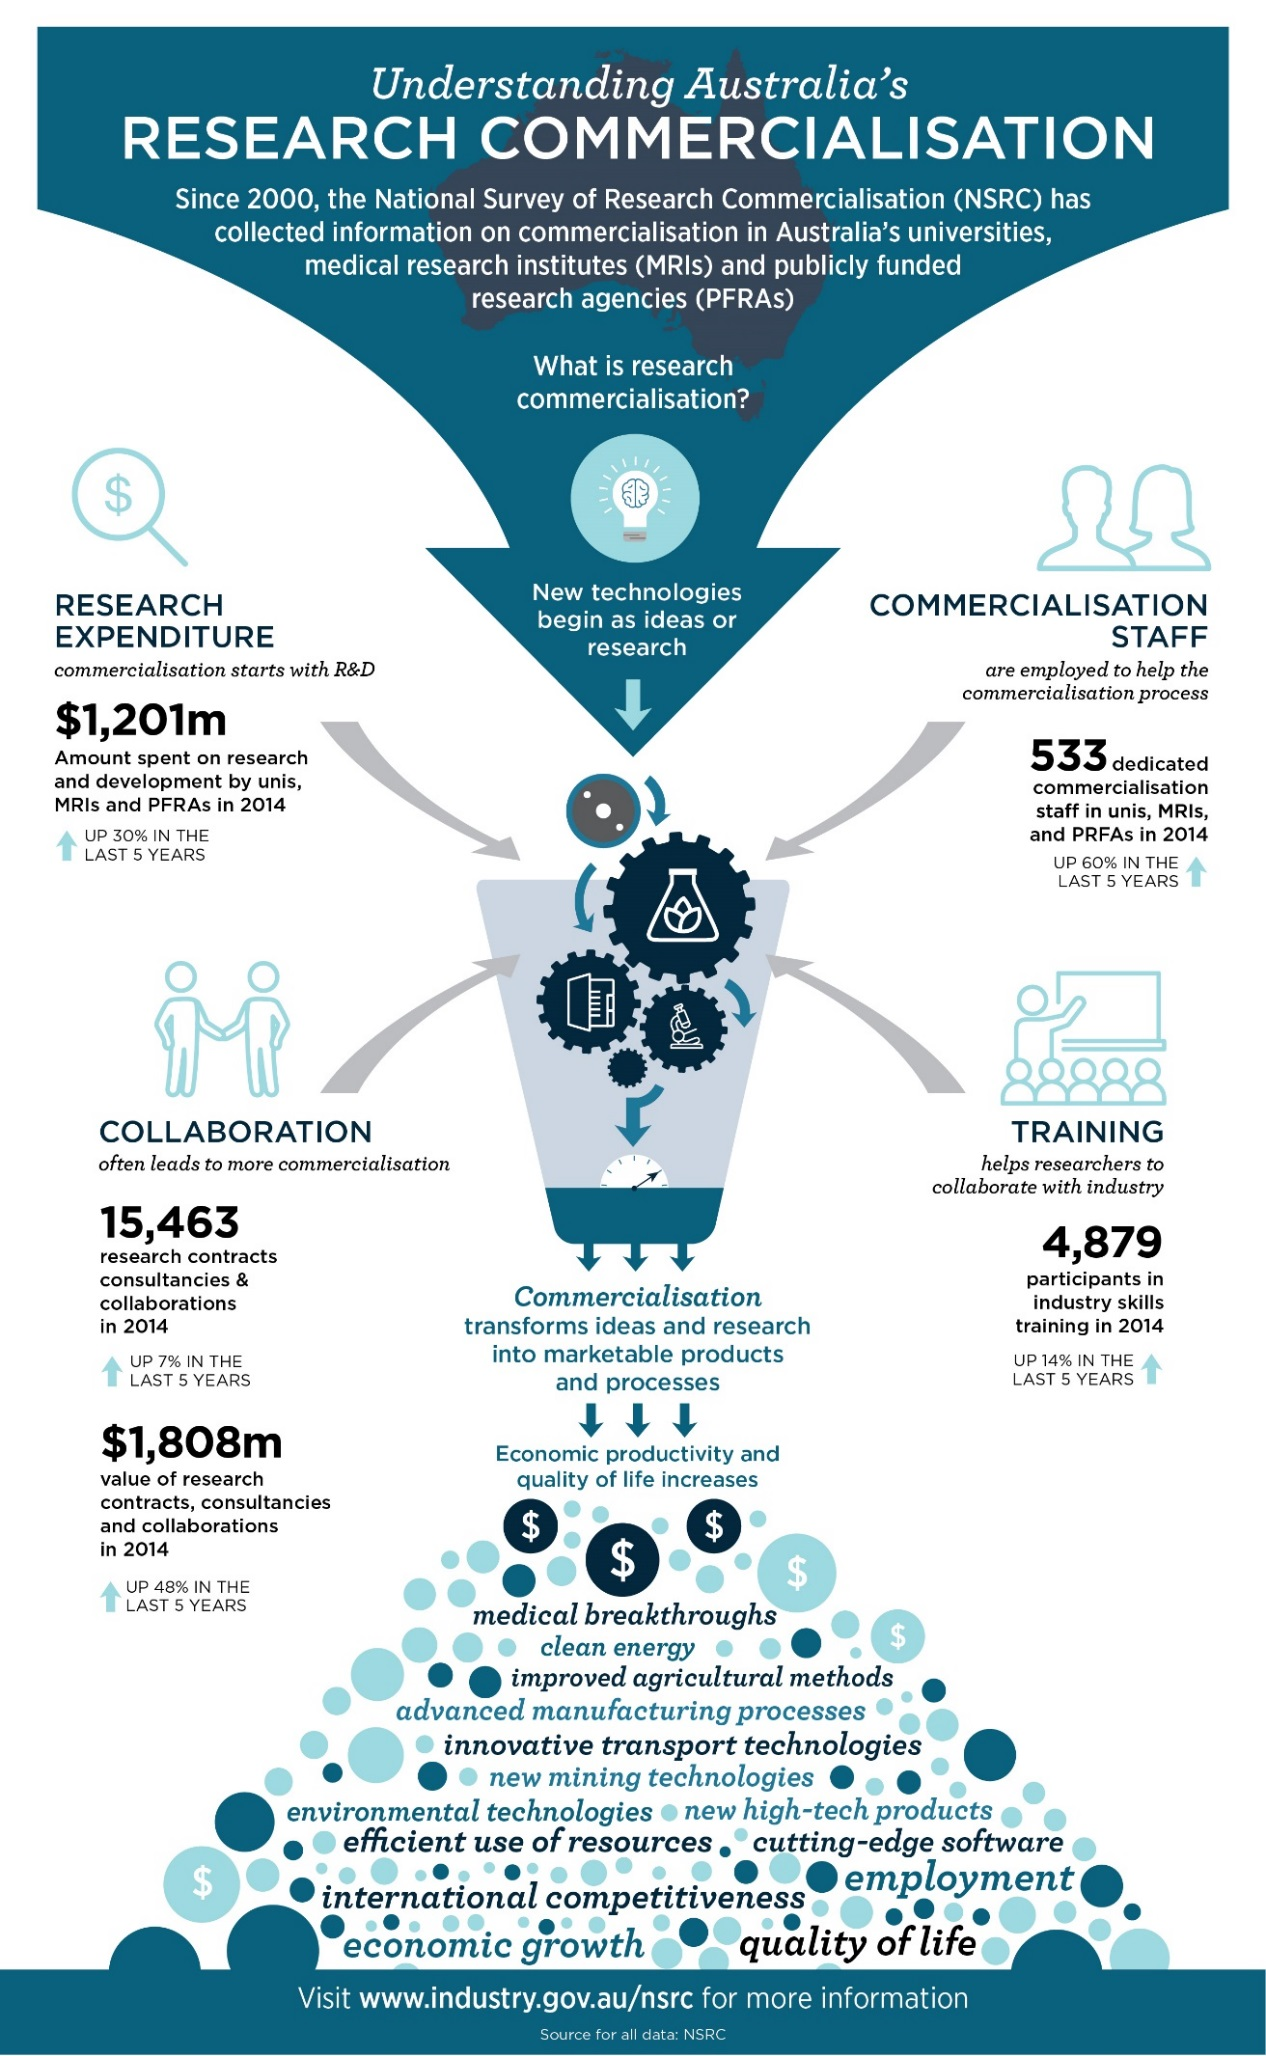 Understanding Australia's
RESEARCH COMMERCIALISATION
Since 2000, the National Survey of Research Commercialisation (NSRC) has
collected information on commercialisation in Australia's universities,
medical research institutes (MRIs) and publicly funded
research agencies (PFRAs)
What is research
commercialisation?
New technologies
begin as ideas or
research
$
RESEARCH
EXPENDITURE
commercialisation starts with R&D
$1,201m
Amount spent on research
and development by unis,
MRIs and PFRAs in 2014
UP 30% IN THE
LAST 5 YEARS
COMMERCIALISATION
STAFF
are employed to help the
commercialisation process
533 dedicated
commercialisation
staff in unis, MRIs,
and PRFAs in 2014
UP 60% IN THE
LAST 5 YEARS
COLLABORATION
often leads to more commercialisation
15,463
research contracts
consultancies &
collaborations
in 2014
UP 7% IN THE
LAST 5 YEARS
$1,808m
value of research
contracts, consultancies
and collaborations
in 2014
UP 48% IN THE
LAST 5 YEARS
TRAINING
helps researchers to
collaborate with industry
4,879
participants in
industry skills
training in 2014
UP 14% IN THE
LAST 5 YEARS
Commercialisation
transforms ideas and research
into marketable products
and processes
Economic productivity and
quality of life increases
$ $
$ $
medical breakthroughs
clean energy $
improved agricultural methods
advanced manufacturing processes
innovative transport technologies
new mining technologies
environmental technologies new high-tech products
efficient use of resources cutting-edge software
$ employment
international competitiveness
economic growth quality of life
Visit www.industry.gov.au/nsrc for more information
Source for all data: NSRC